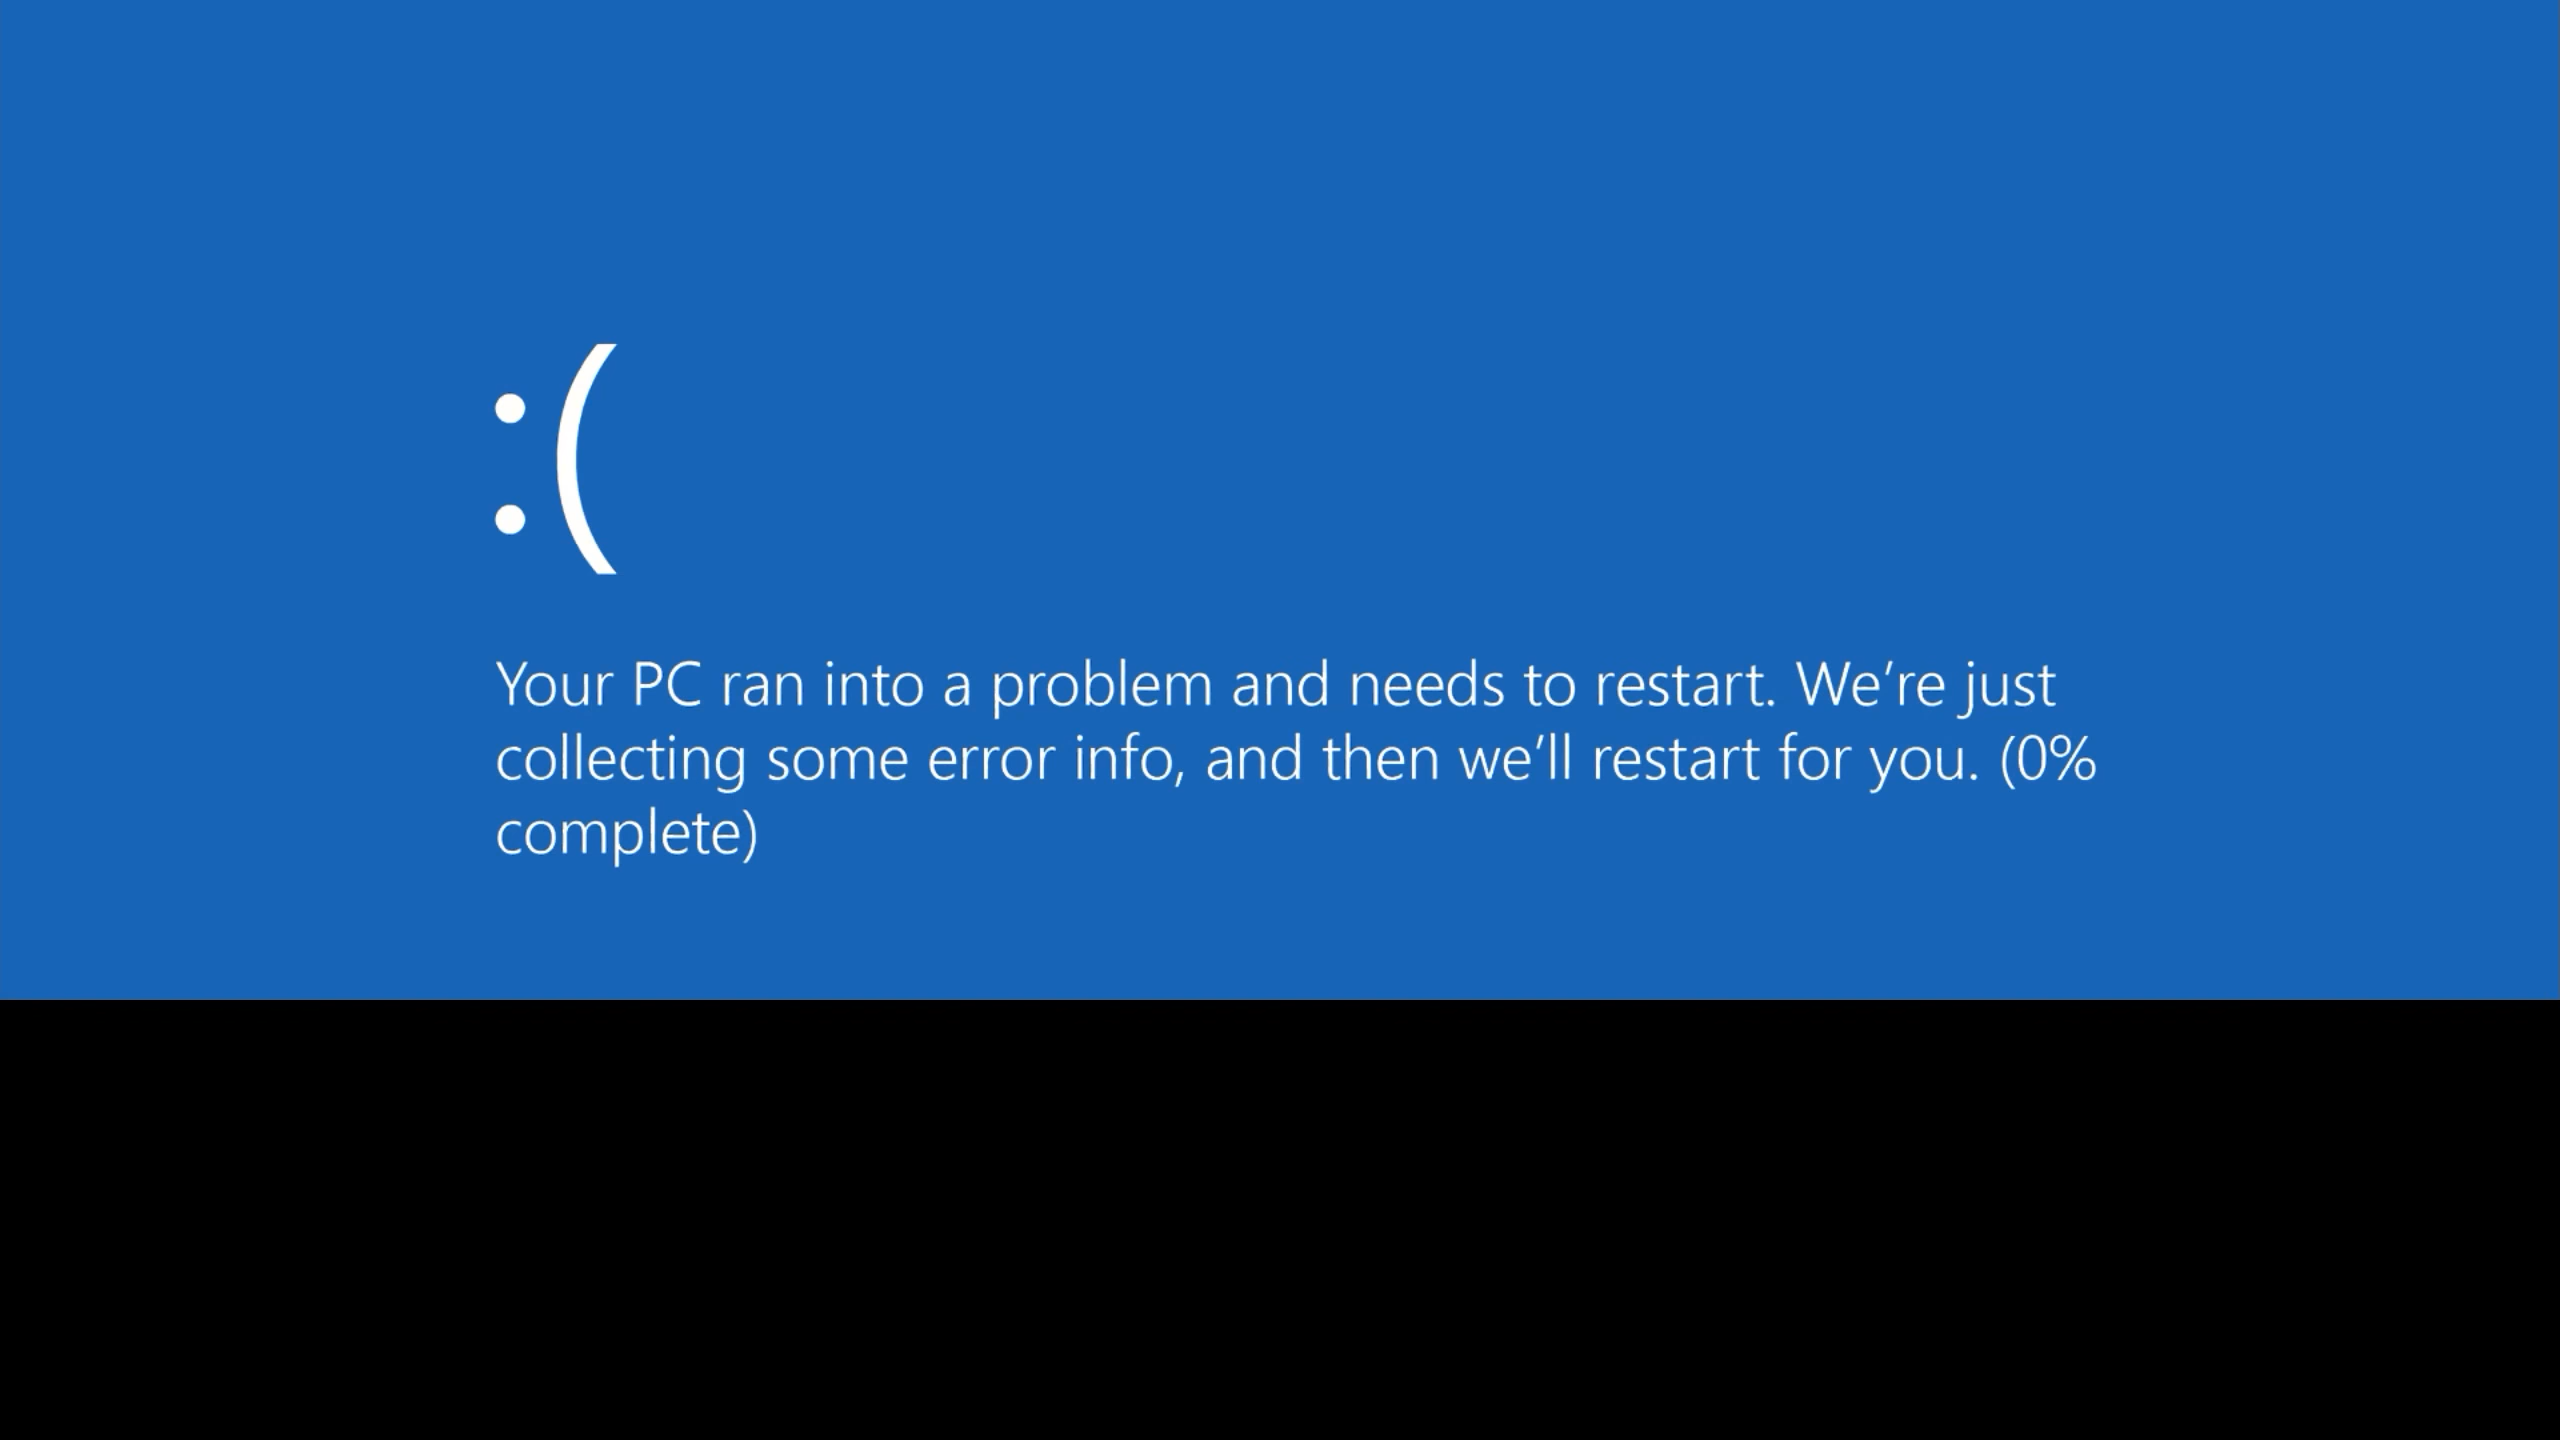 :(
Your PC ran into a problem and needs to restart. We’re just
collecting some error info, and then we’ll restart for you. (0%
complete)